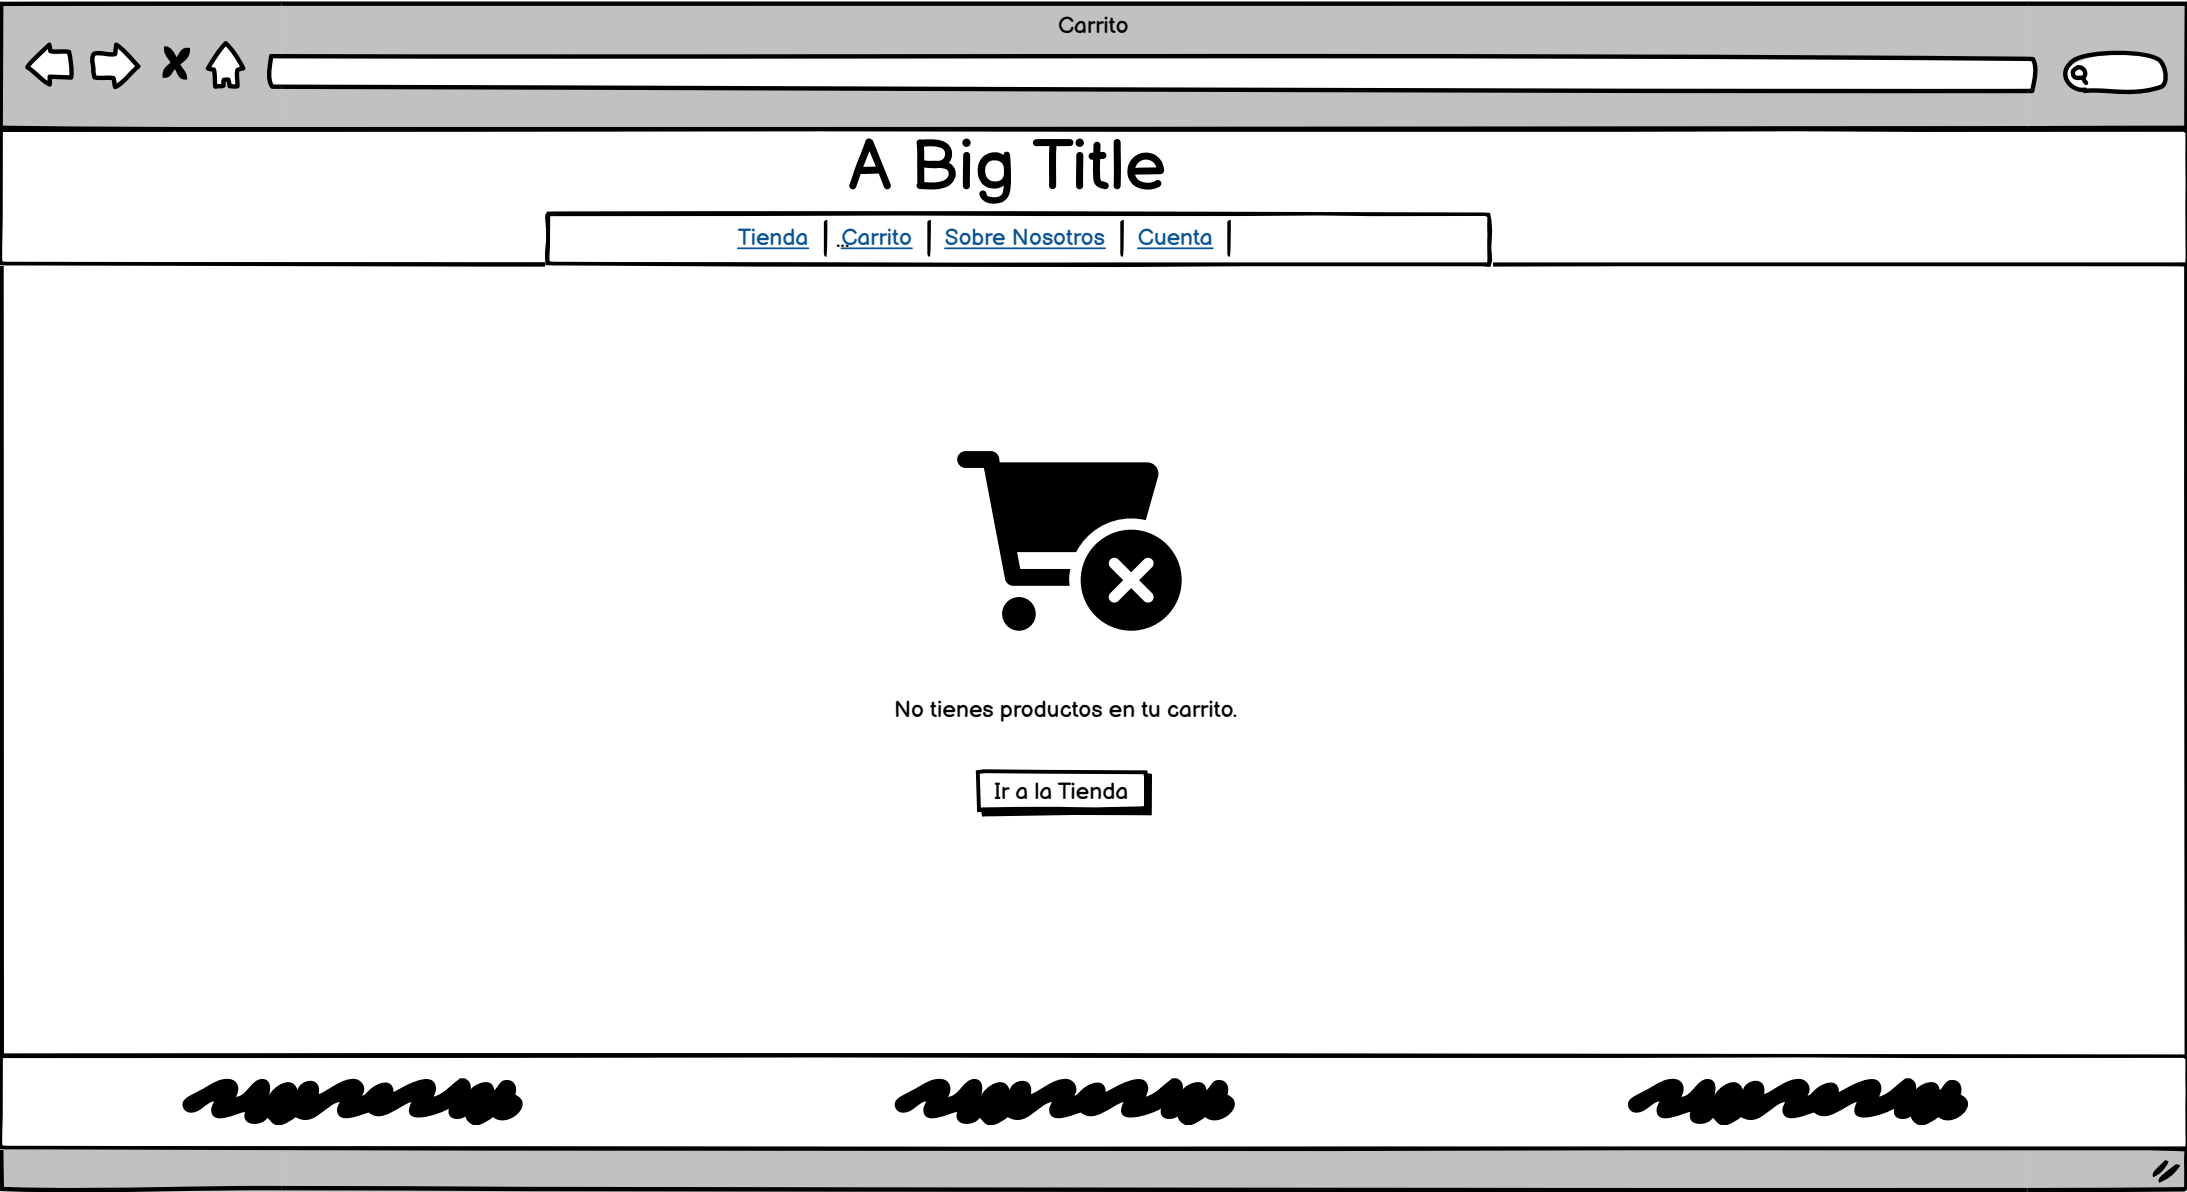 Carrito
A Big Title
Tienda | ...Carrito | Sobre Nosotros | Cuenta |
No tienes productos en tu carrito.
Ir a la Tienda